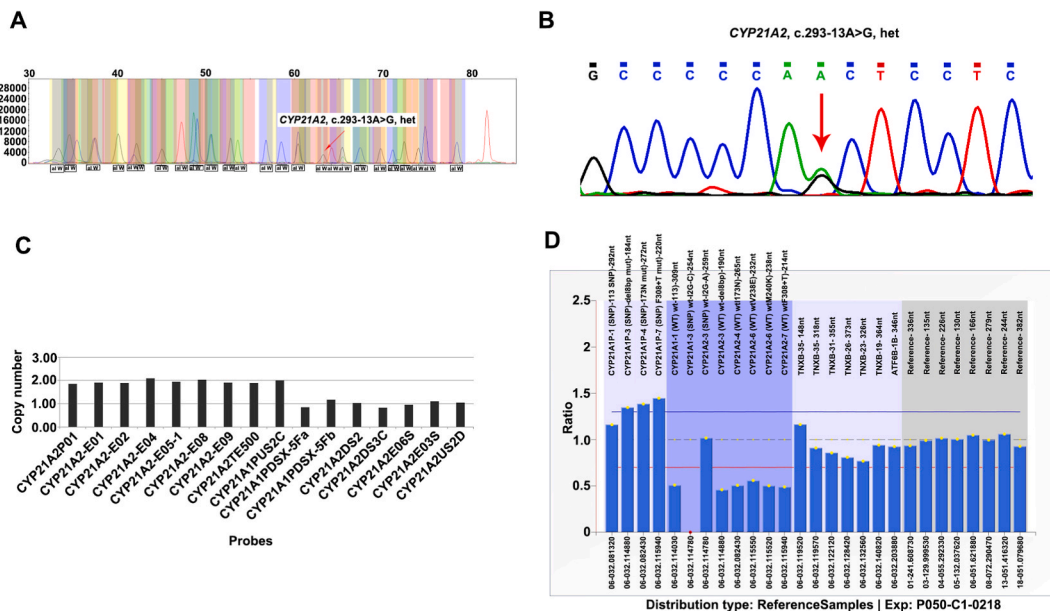 A
30 40 50 60 70 80
28000
24000
20000
16000
12000
8000
4000
0
CYP21A2, c.293-13A>G, het
B
CYP21A2, c.293-13A>G, het
G C C C C C A A C T C C T C
C
Copy number
3.00
2.00
1.00
0.00
CYP21A2P01
CYP21A2-E01
CYP21A2-E02
CYP21A2-E04
CYP21A2-E05-1
CYP21A2-E08
CYP21A2-E09
CYP21A2TE500
CYP21A1PUS2C
CYP21A1PDSX-5Fa
CYP21A1PDSX-5Fb
CYP21A2DS2
CYP21A2DS3C
CYP21A2E06S
CYP21A2E03S
CYP21A2US2D
Probes
D
Ratio
2.5
2.0
1.5
1.0
0.5
0
CYP21A1P-1 (SNP)-113 SNP)-292nt
CYP21A1P-3 (SNP)-del8bp mut)-184nt
CYP21A1P-4 (SNP)-173N mut)-272nt
CYP21A1P-7 (SNP) F308+T mut)-220nt
CYP21A1-1 (WT) wt-113)-309nt
CYP21A1-3 (SNP) wt-I2G-C)-254nt
CYP21A2-3 (SNP) wt-I2G-A)-259nt
CYP21A2-3 (WT) wt-del8bp)-190nt
CYP21A2-4 (WT) wt(I173N)-265nt
CYP21A2-6 (WT) wt(V238E)-232nt
CYP21A2-6 (WT) wtM240K)-238nt
CYP21A2-7 (WT) wtF308+T)-214nt
TNXB-35- 148nt
TNXB-35- 318nt
TNXB-31- 355nt
TNXB-26- 373nt
TNXB-23- 326nt
TNXB-19- 364nt
ATF6B-1B- 346nt
Reference- 336nt
Reference- 135nt
Reference- 226nt
Reference- 130nt
Reference- 166nt
Reference- 279nt
Reference- 244nt
Reference- 382nt
06-032.081320
06-032.114880
06-032.082430
06-032.115940
06-032.114030
06-032.114780
06-032.114780
06-032.114880
06-032.082430
06-032.115550
06-032.115520
06-032.115940
06-032.119520
06-032.119570
06-032.122120
06-032.128420
06-032.132560
06-032.140820
06-032.203880
01-241.608730
03-129.999530
04-055.292330
05-132.037620
06-051.621880
08-072.290470
13-051.416320
18-051.079680
Distribution type: ReferenceSamples | Exp: P050-C1-0218